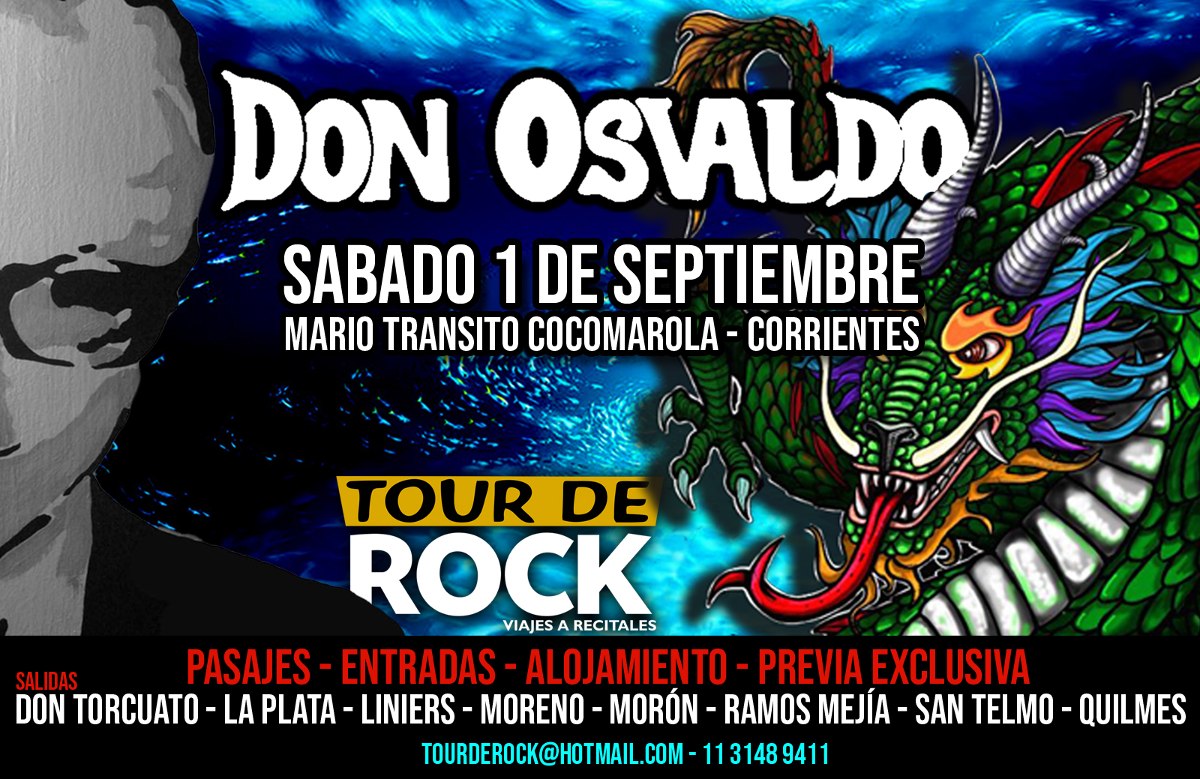 DON OSVALDO
SABADO 1 DE SEPTIEMBRE
MARIO TRANSITO COCOMAROLA - CORRIENTES
TOUR DE
ROCK
VIAJES A RECITALES
PASAJES - ENTRADAS - ALOJAMIENTO - PREVIA EXCLUSIVA
SALIDAS
DON TORCUATO - LA PLATA - LINIERS - MORENO - MORÓN - RAMOS MEJÍA - SAN TELMO - QUILMES
TOURDEROCK@HOTMAIL.COM - 11 3148 9411